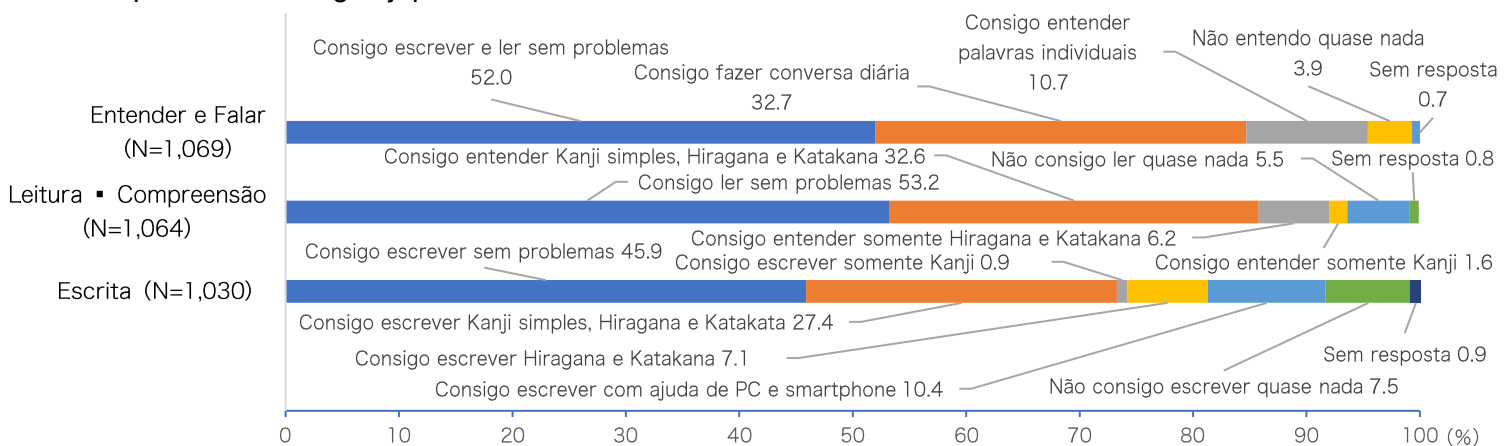 Consigo escrever e ler sem problemas
52.0
Consigo fazer conversa diária
32.7
Consigo entender
palavras individuais
10.7
Não entendo quase nada
3.9
Sem resposta
0.7
Entender e Falar
(N=1,069)
Consigo entender Kanji simples, Hiragana e Katakana 32.6
Não consigo ler quase nada 5.5
Sem resposta 0.8
Leitura ▪ Compreensão
(N=1,064)
Consigo ler sem problemas 53.2
Consigo entender somente Hiragana e Katakana 6.2
Consigo entender somente Kanji 1.6
Consigo escrever sem problemas 45.9
Consigo escrever somente Kanji 0.9
Escrita (N=1,030)
Consigo escrever Kanji simples, Hiragana e Katakata 27.4
Consigo escrever Hiragana e Katakana 7.1
Sem resposta 0.9
Consigo escrever com ajuda de PC e smartphone 10.4
Não consigo escrever quase nada 7.5
0 10 20 30 40 50 60 70 80 90 100 (%)